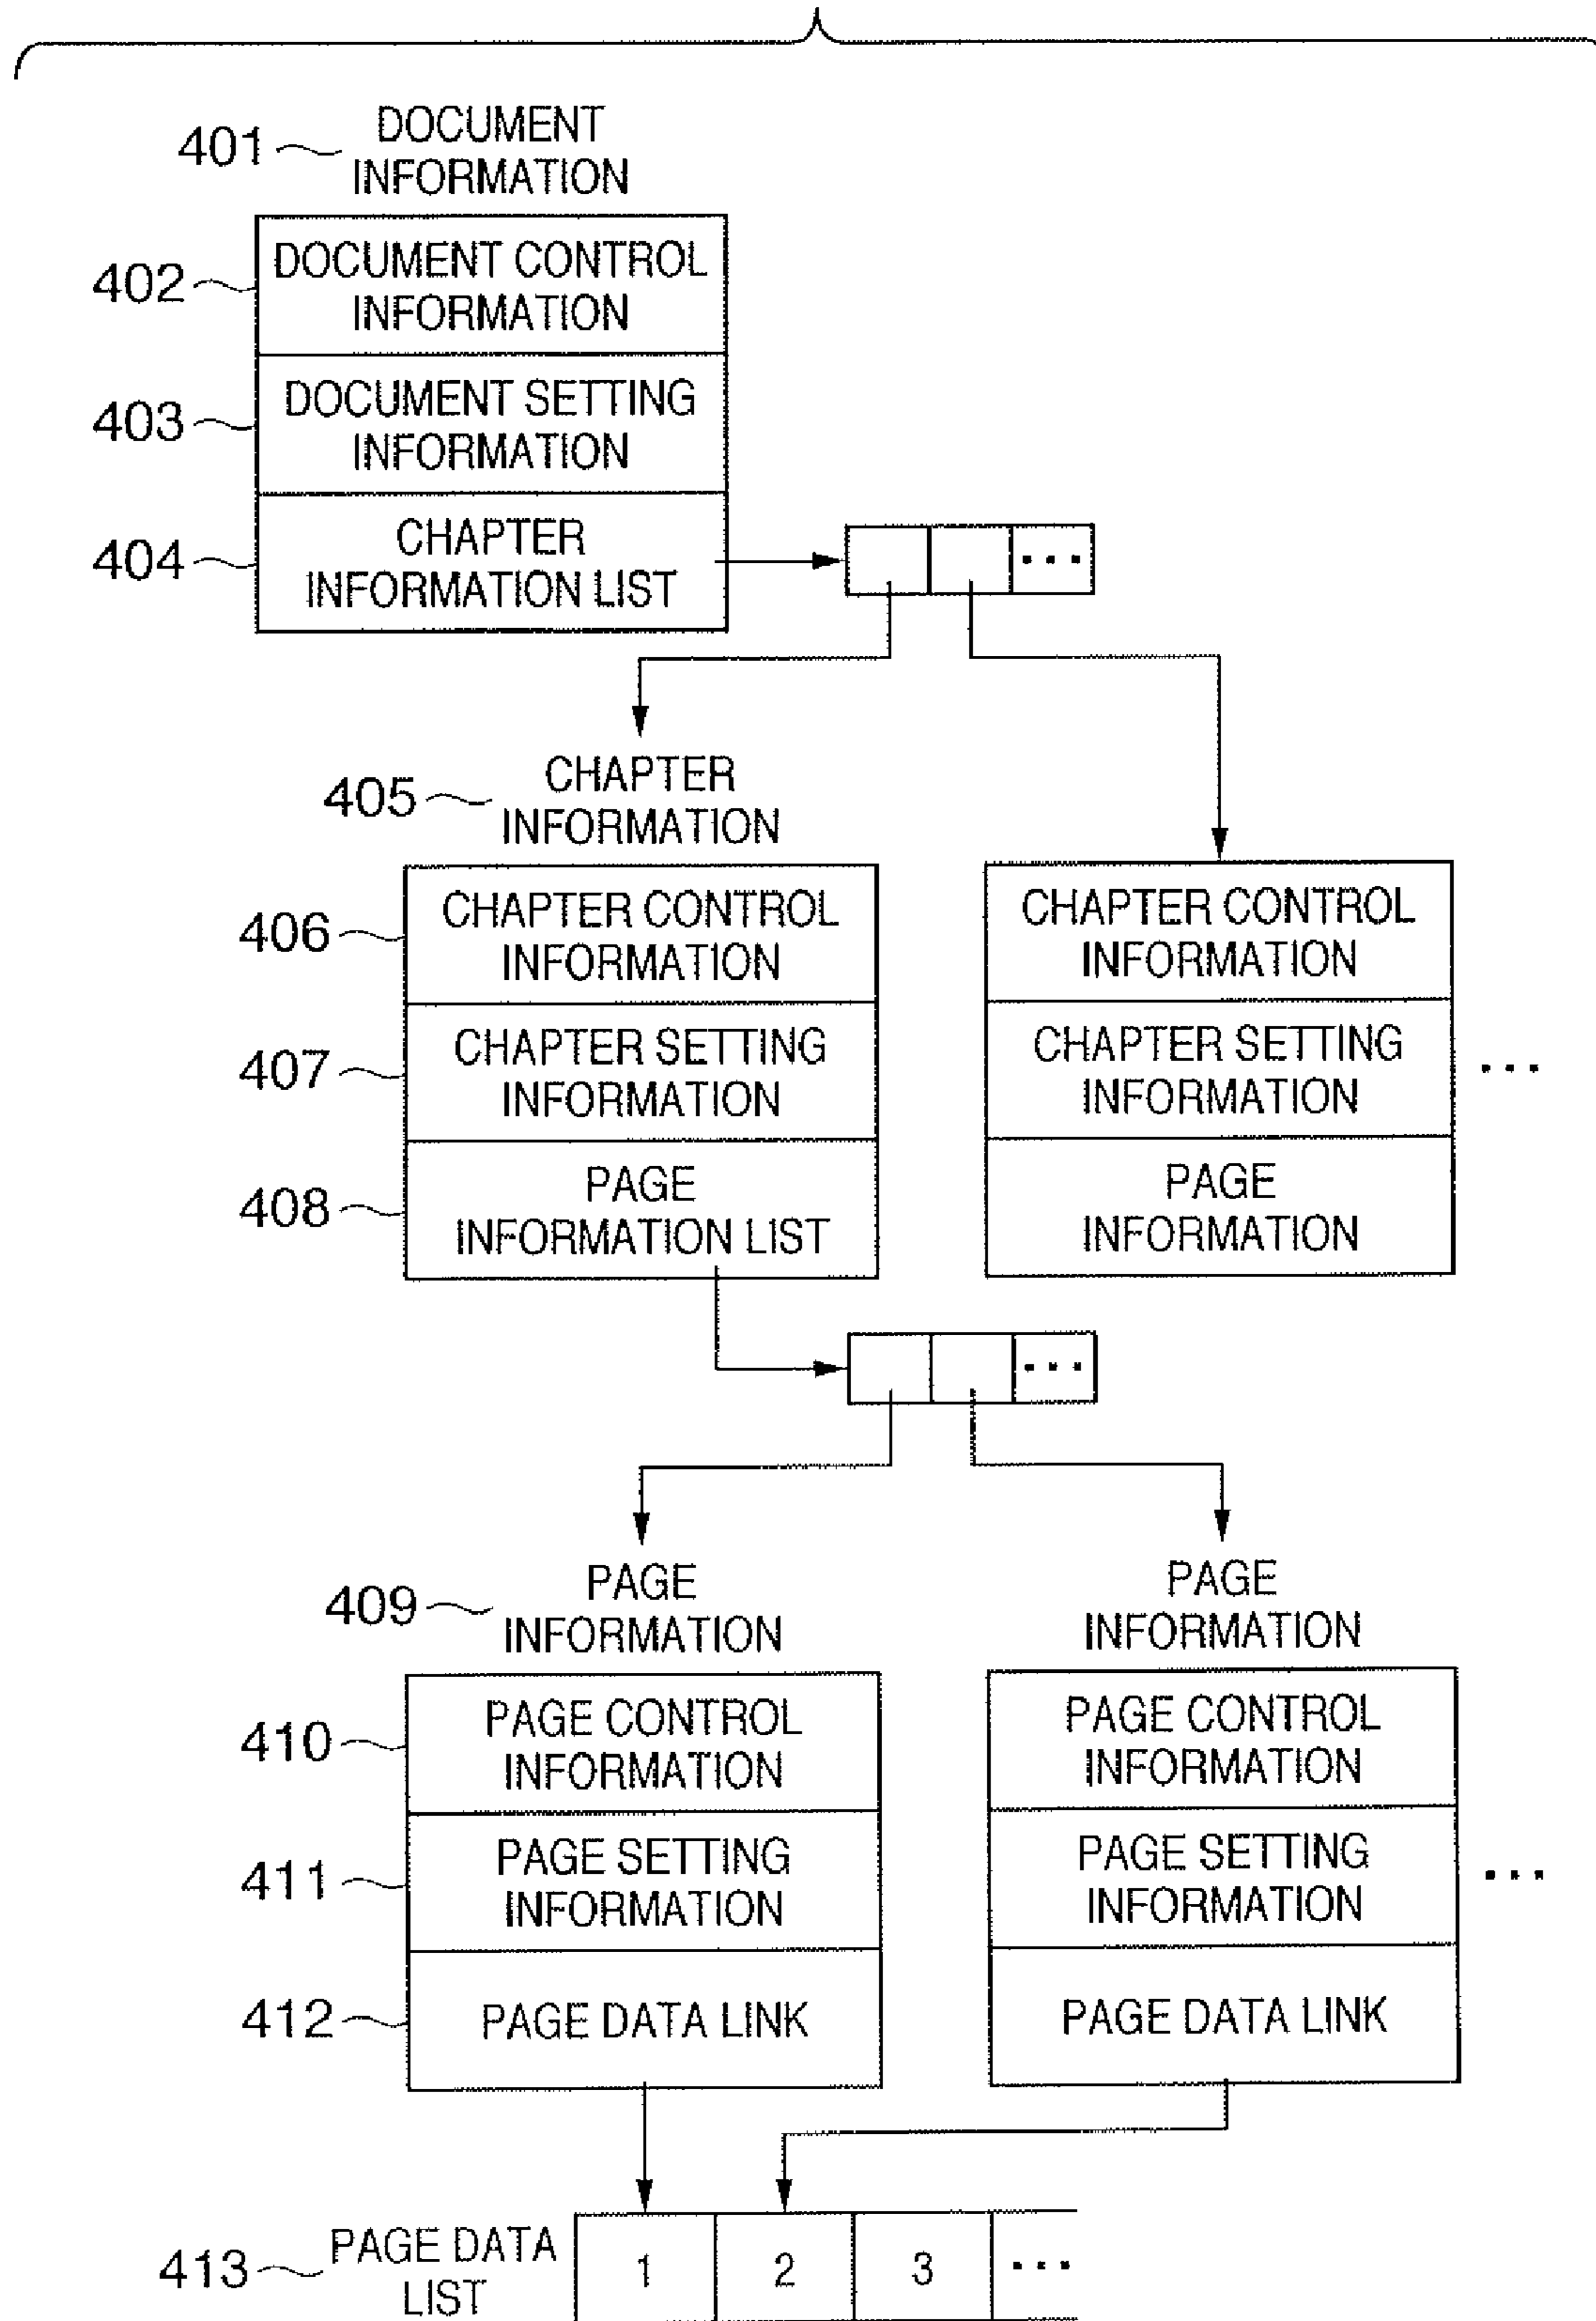 401
DOCUMENT
INFORMATION
402
DOCUMENT CONTROL
INFORMATION
403
DOCUMENT SETTING
INFORMATION
404
CHAPTER
INFORMATION LIST
...
405
CHAPTER
INFORMATION
406
CHAPTER CONTROL
INFORMATION
407
CHAPTER SETTING
INFORMATION
408
PAGE
INFORMATION LIST
CHAPTER CONTROL
INFORMATION
CHAPTER SETTING
INFORMATION
...
PAGE
INFORMATION
...
409
PAGE
INFORMATION
410
PAGE CONTROL
INFORMATION
411
PAGE SETTING
INFORMATION
412
PAGE DATA LINK
PAGE
INFORMATION
PAGE CONTROL
INFORMATION
PAGE SETTING
INFORMATION
...
PAGE DATA LINK
413
PAGE DATA
LIST
1 2 3 ...